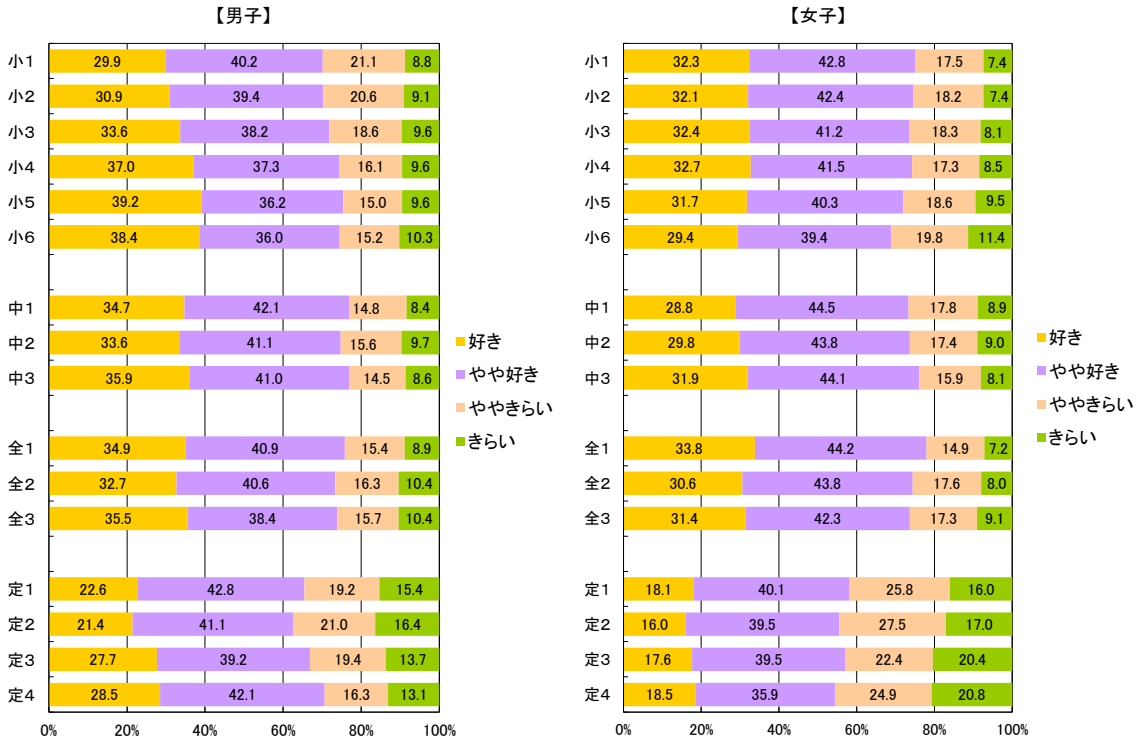 【男子】
0% 20% 40% 60% 80% 100%
小1 29.9 40.2 21.1 8.8
小2 30.9 39.4 20.6 9.1
小3 33.6 38.2 18.6 9.6
小4 37.0 37.3 16.1 9.6
小5 39.2 36.2 15.0 9.6
小6 38.4 36.0 15.2 10.3
中1 34.7 42.1 14.8 8.4
中2 33.6 41.1 15.6 9.7
中3 35.9 41.0 14.5 8.6
全1 34.9 40.9 15.4 8.9
全2 32.7 40.6 16.3 10.4
全3 35.5 38.4 15.7 10.4
定1 22.6 42.8 19.2 15.4
定2 21.4 41.1 21.0 16.4
定3 27.7 39.2 19.4 13.7
定4 28.5 42.1 16.3 13.1
0% 20% 40% 60% 80% 100%
好き
やや好き
ややきらい
きらい
【女子】
0% 20% 40% 60% 80% 100%
小1 32.3 42.8 17.5 7.4
小2 32.1 42.4 18.2 7.4
小3 32.4 41.2 18.3 8.1
小4 32.7 41.5 17.3 8.5
小5 31.7 40.3 18.6 9.5
小6 29.4 39.4 19.8 11.4
中1 28.8 44.5 17.8 8.9
中2 29.8 43.8 17.4 9.0
中3 31.9 44.1 15.9 8.1
全1 33.8 44.2 14.9 7.2
全2 30.6 43.8 17.6 8.0
全3 31.4 42.3 17.3 9.1
定1 18.1 40.1 25.8 16.0
定2 16.0 39.5 27.5 17.0
定3 17.6 39.5 22.4 20.4
定4 18.5 35.9 24.9 20.8
0% 20% 40% 60% 80% 100%
好き
やや好き
ややきらい
きらい